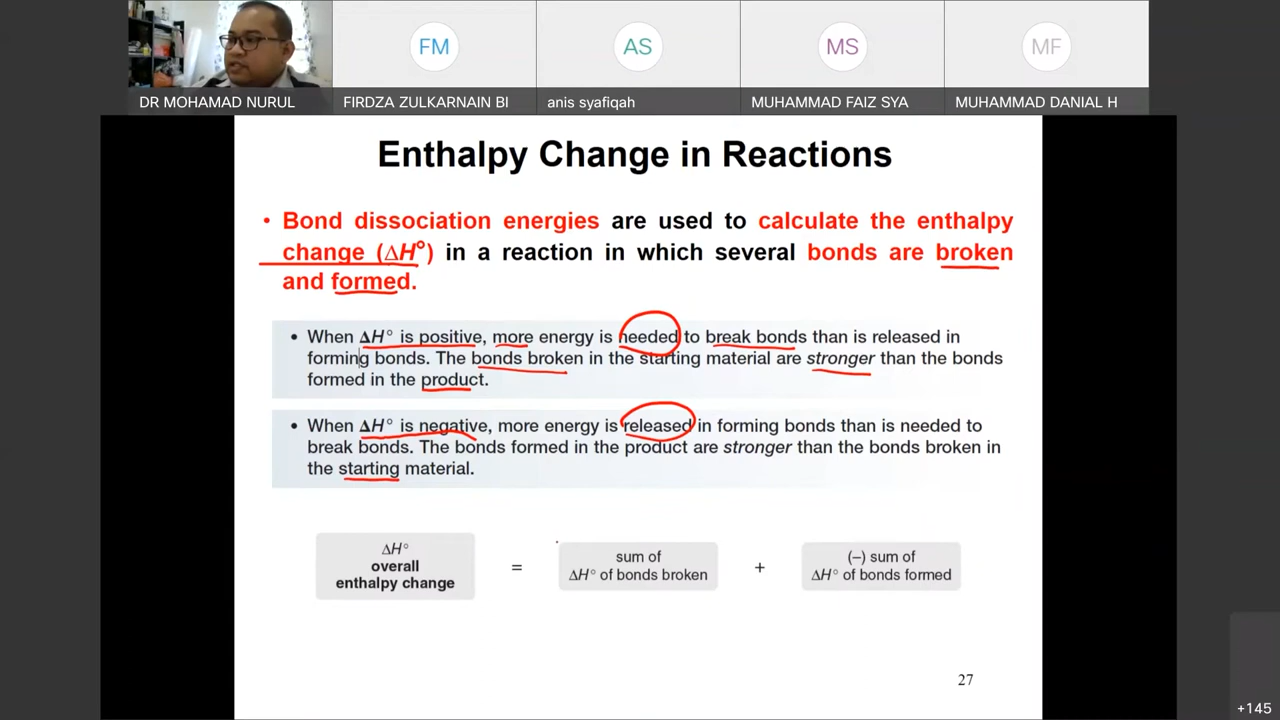 FM
AS
MS
MF
DR MOHAMAD NURUL
FIRDZA ZULKARNAIN BI
anis syafiqah
MUHAMMAD FAIZ SYA
MUHAMMAD DANIAL H
Enthalpy Change in Reactions
• Bond dissociation energies are used to calculate the enthalpy
change (ΔH°) in a reaction in which several bonds are broken
and formed.
• When ΔH° is positive, more energy is needed to break bonds than is released in
forming bonds. The bonds broken in the starting material are stronger than the bonds
formed in the product.
• When ΔH° is negative, more energy is released in forming bonds than is needed to
break bonds. The bonds formed in the product are stronger than the bonds broken in
the starting material.
ΔH°
overall
enthalpy change
=
sum of
ΔH° of bonds broken
+
(–) sum of
ΔH° of bonds formed
27
+145